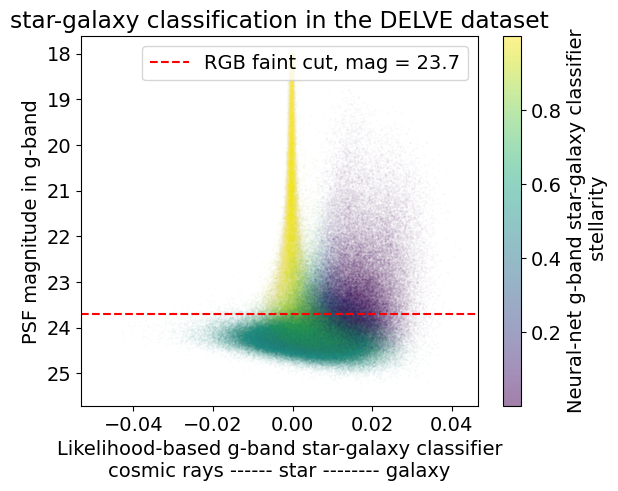 star-galaxy classification in the DELVE dataset
RGB faint cut, mag = 23.7
18
19
20
21
22
23
24
25
PSF magnitude in g-band
−0.04
−0.02
0.00
0.02
0.04
Likelihood-based g-band star-galaxy classifier
cosmic rays ------ star -------- galaxy
0.8
0.6
0.4
0.2
Neural-net g-band star-galaxy classifier
stellarity